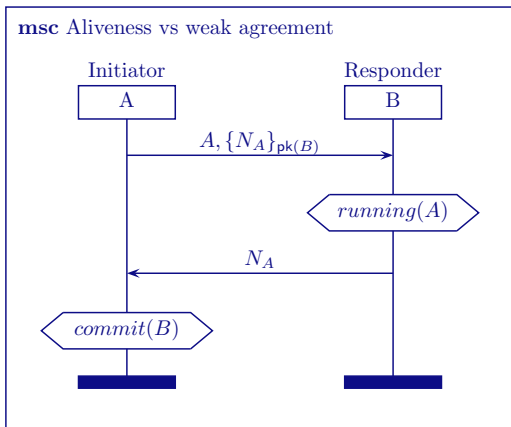 msc Aliveness vs weak agreement
Initiator
Responder
A
B
A, {N_A}_pk(B)
running(A)
N_A
commit(B)